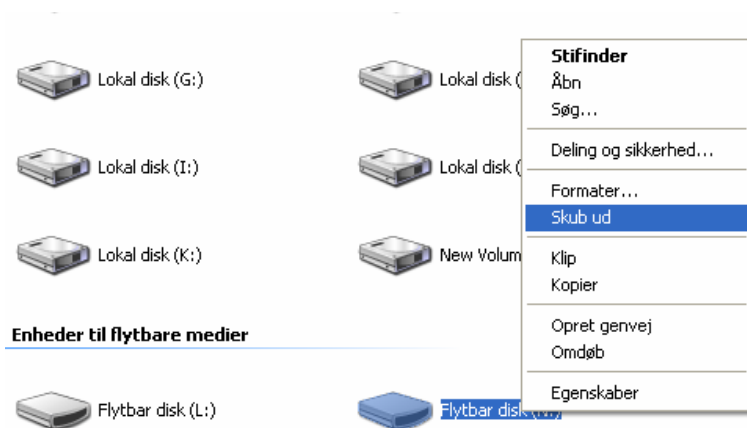 Lokal disk (G:)
Lokal disk (
Lokal disk (I:)
Lokal disk (
Lokal disk (K:)
New Volum
Enheder til flytbare medier
Flytbar disk (L:)
Flytbar disk
Stifinder
Åbn
Søg...
Deling og sikkerhed...
Formater...
Skub ud
Klip
Kopier
Opret genvej
Omdøb
Egenskaber